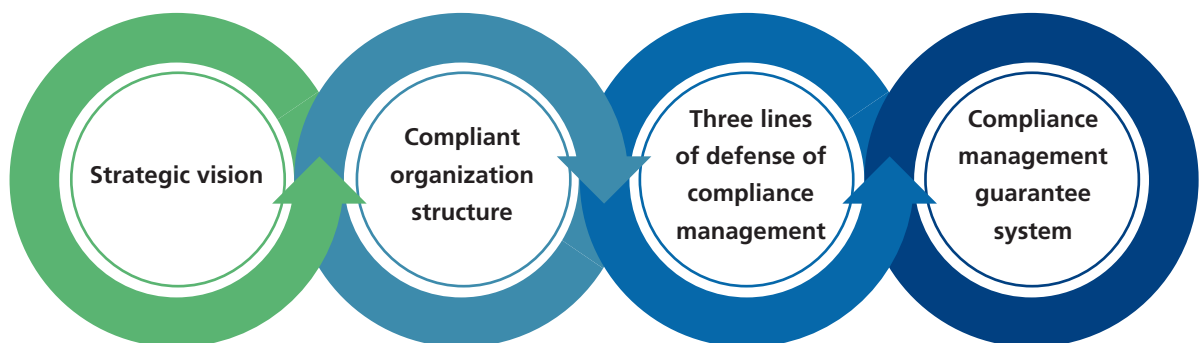 Strategic vision
Compliant
organization
structure
Three lines
of defense of
compliance
management
Compliance
management
guarantee
system